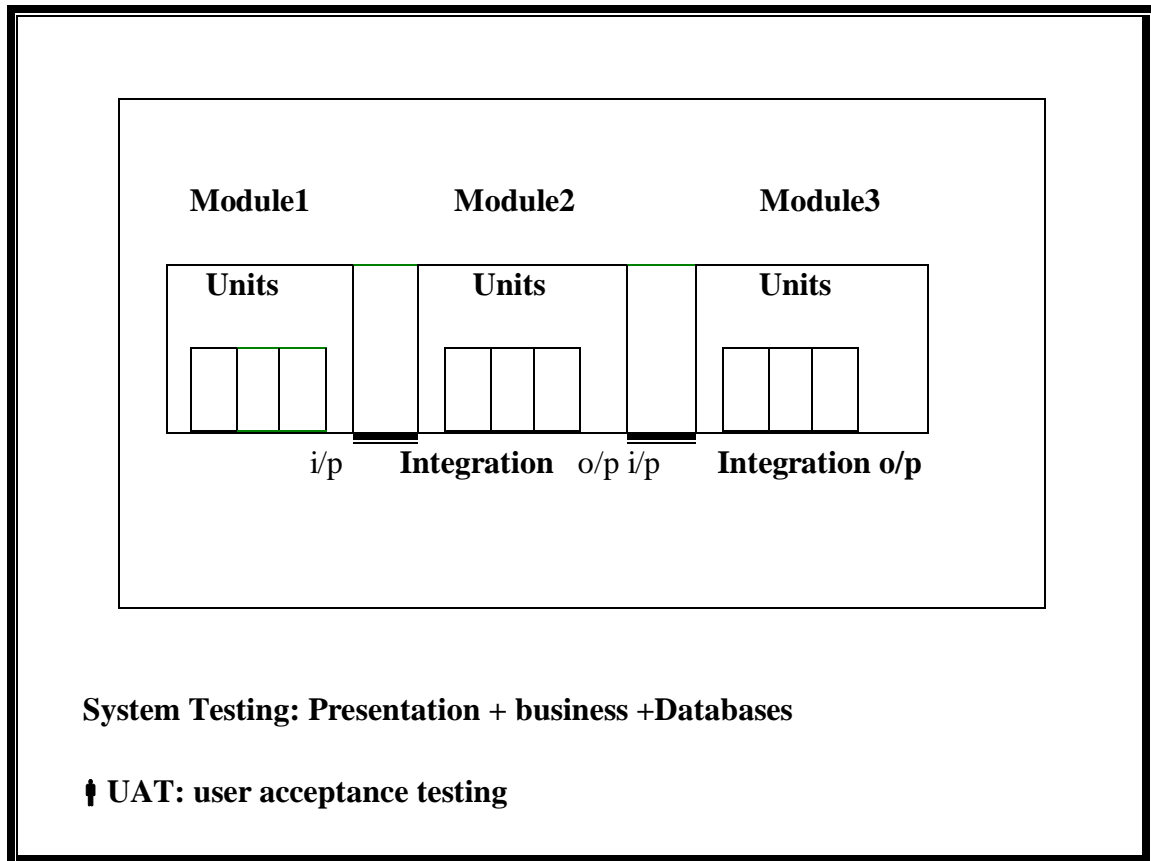 Module1 Module2 Module3
Units Units Units
i/p Integration o/p i/p Integration o/p
System Testing: Presentation + business +Databases
UAT: user acceptance testing